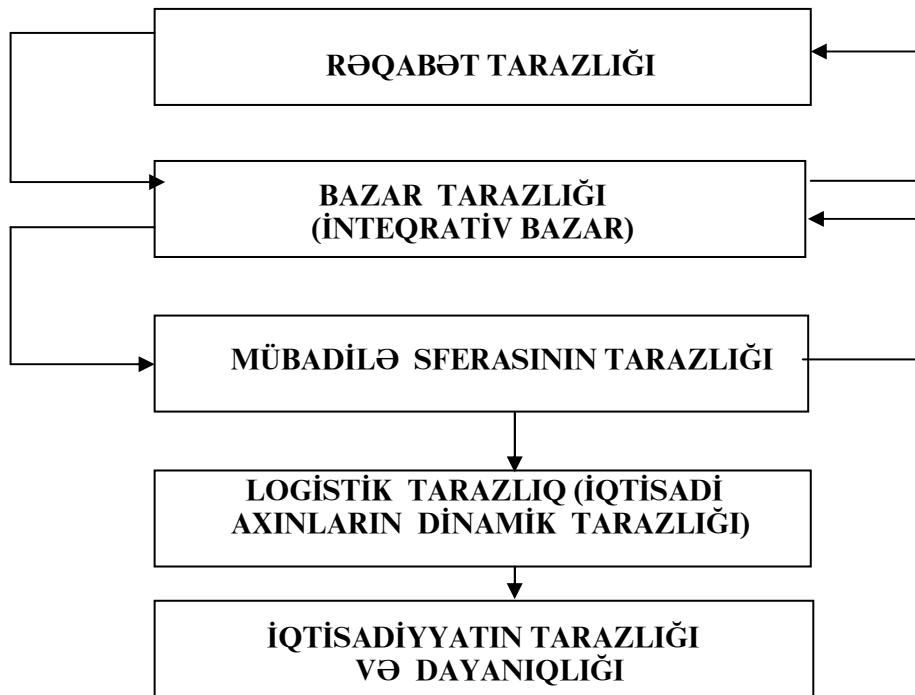 RƏQABƏT TARAZLIĞI
BAZAR TARAZLIĞI
(İNTEQRATİV BAZAR)
MÜBADİLƏ SFERASININ TARAZLIĞI
LOGİSTİK TARAZLIQ (İQTİSADİ
AXINLARIN DİNAMİK TARAZLIĞI)
İQTİSADİYYATIN TARAZLIĞI
VƏ DAYANIQLIĞI